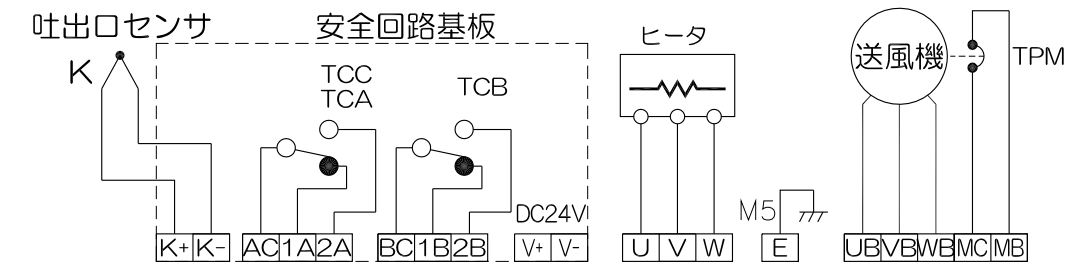 吐出口センサ
安全回路基板
ヒータ
送風機
TPM
K
TCC
TCA
TCB
DC24V
M5
K+ K-
AC 1A 2A
BC 1B 2B
V+ V-
U V W
E
UB VB WB MC MB